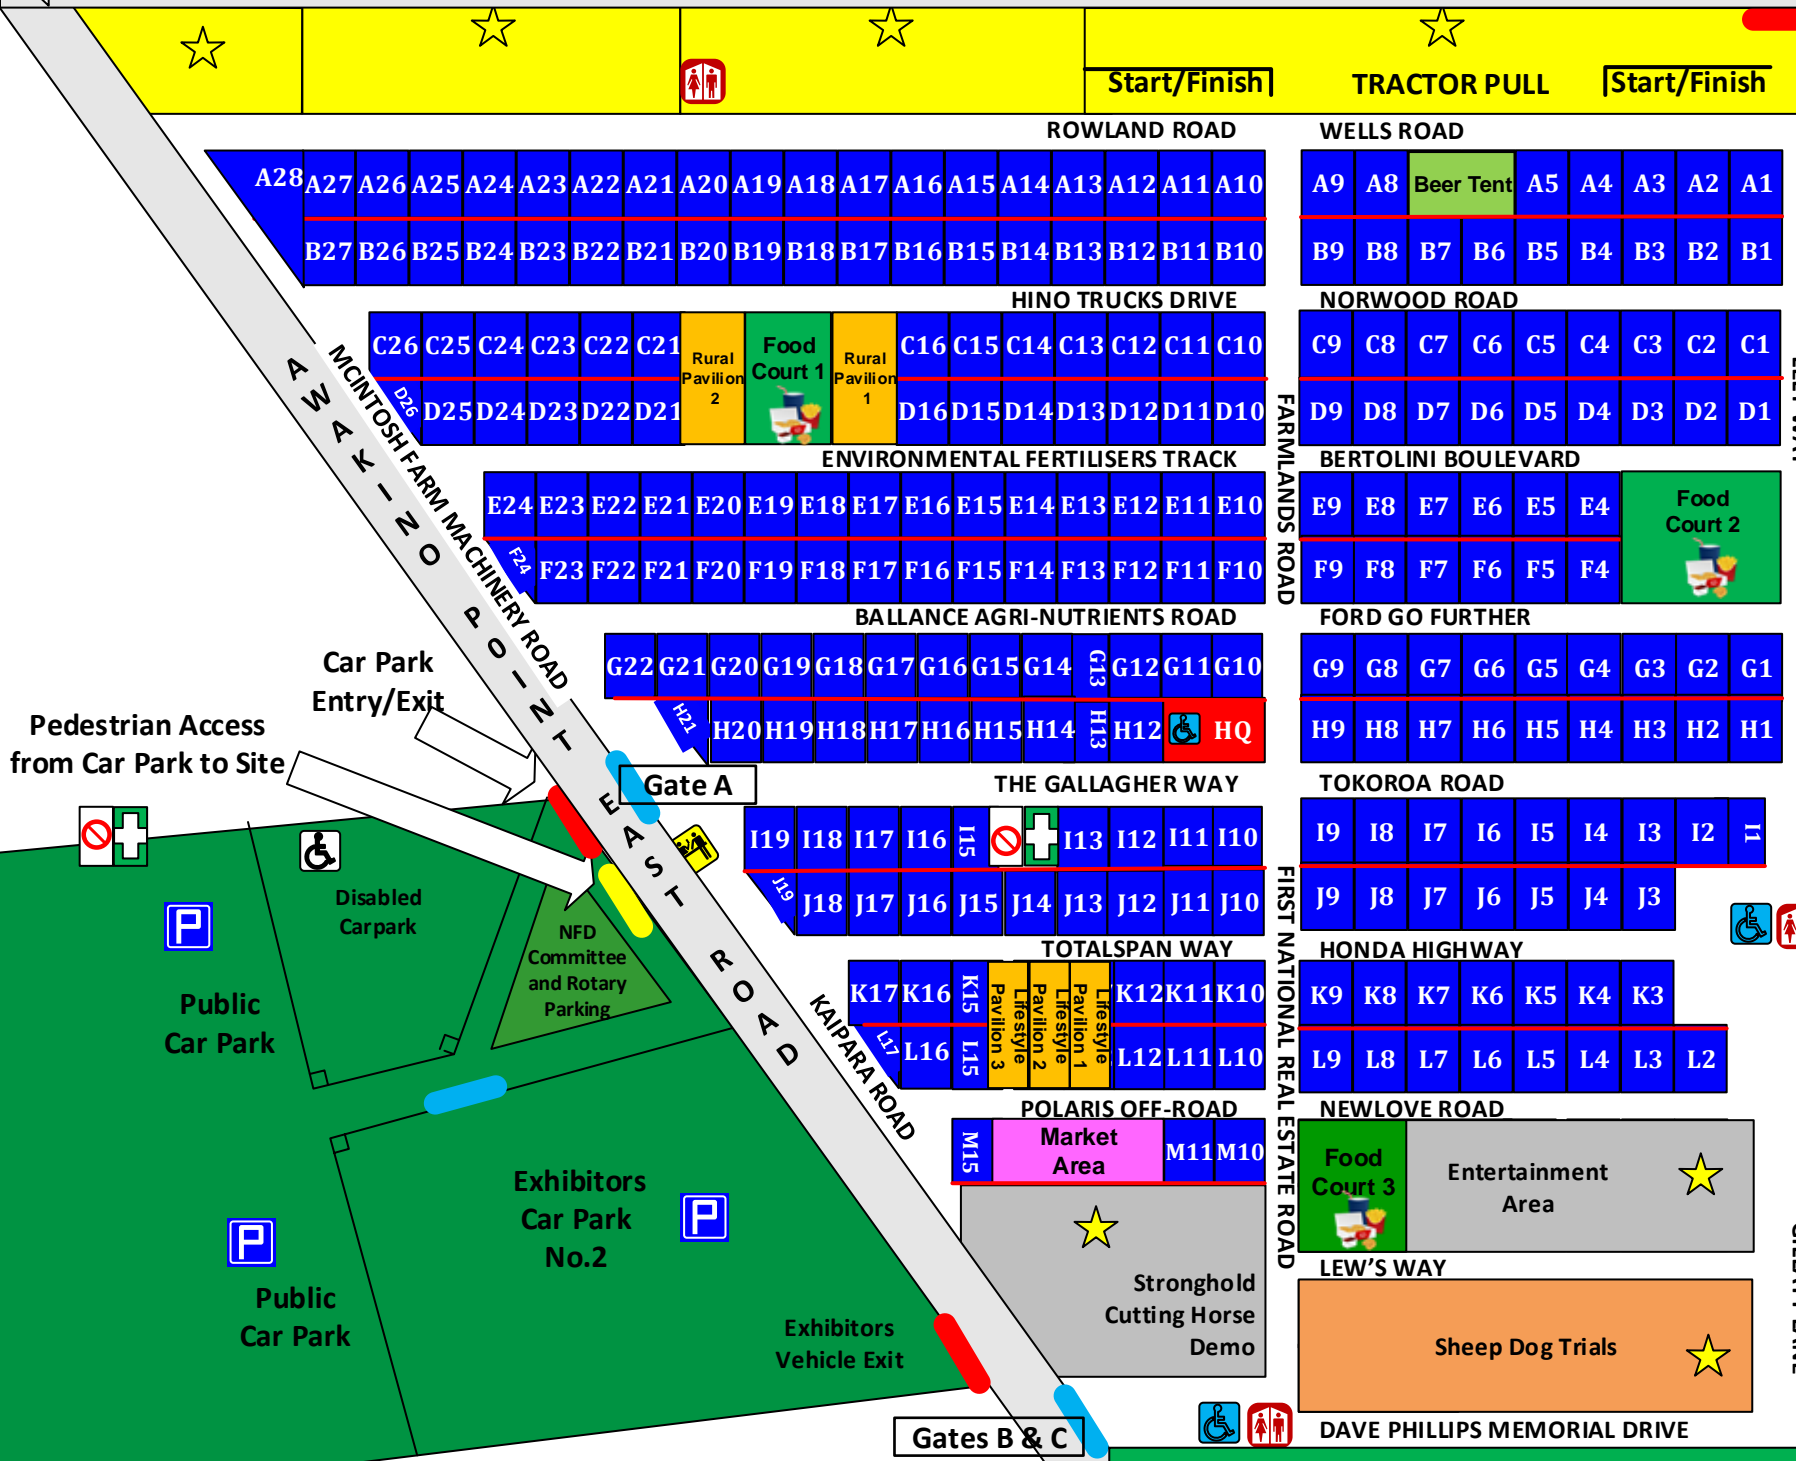 Start/Finish
TRACTOR PULL
Start/Finish
ROWLAND ROAD
WELLS ROAD
A28 A27 A26 A25 A24 A23 A22 A21 A20 A19 A18 A17 A16 A15 A14 A13 A12 A11 A10
A9 A8 Beer Tent A5 A4 A3 A2 A1
B27 B26 B25 B24 B23 B22 B21 B20 B19 B18 B17 B16 B15 B14 B13 B12 B11 B10
B9 B8 B7 B6 B5 B4 B3 B2 B1
HINO TRUCKS DRIVE
NORWOOD ROAD
C26 C25 C24 C23 C22 C21
Rural
Pavilion
2
Food
Court 1
Rural
Pavilion
1
C16 C15 C14 C13 C12 C11 C10
C9 C8 C7 C6 C5 C4 C3 C2 C1
D26 D25 D24 D23 D22 D21
D16 D15 D14 D13 D12 D11 D10
D9 D8 D7 D6 D5 D4 D3 D2 D1
MCINTOSH FARM MACHINERY ROAD
AWAKINO POINT EAST ROAD
FARMLANDS ROAD
ENVIRONMENTAL FERTILISERS TRACK
BERTOLINI BOULEVARD
E24 E23 E22 E21 E20 E19 E18 E17 E16 E15 E14 E13 E12 E11 E10
E9 E8 E7 E6 E5 E4
Food
Court 2
F24 F23 F22 F21 F20 F19 F18 F17 F16 F15 F14 F13 F12 F11 F10
F9 F8 F7 F6 F5 F4
BALLANCE AGRI-NUTRIENTS ROAD
FORD GO FURTHER
G22 G21 G20 G19 G18 G17 G16 G15 G14 G13 G12 G11 G10
G9 G8 G7 G6 G5 G4 G3 G2 G1
H21 H20 H19 H18 H17 H16 H15 H14 H13 H12 HQ
H9 H8 H7 H6 H5 H4 H3 H2 H1
Car Park
Entry/Exit
Pedestrian Access
from Car Park to Site
Gate A
THE GALLAGHER WAY
TOKOROA ROAD
I19 I18 I17 I16 I15 I13 I12 I11 I10
I9 I8 I7 I6 I5 I4 I3 I2 I1
J19 J18 J17 J16 J15 J14 J13 J12 J11 J10
J9 J8 J7 J6 J5 J4 J3
FIRST NATIONAL REAL ESTATE ROAD
Disabled
Carpark
P
NFD
Committee
and Rotary
Parking
Public
Car Park
TOTALSPAN WAY
HONDA HIGHWAY
KAIPARA ROAD
K17 K16 K15
Lifestyle
Pavilion 3
Lifestyle
Pavilion 2
Lifestyle
Pavilion 1
K12 K11 K10
K9 K8 K7 K6 K5 K4 K3
L17 L16 L15
L12 L11 L10
L9 L8 L7 L6 L5 L4 L3 L2
POLARIS OFF-ROAD
NEWLOVE ROAD
M15
Market
Area
M11 M10
Food
Court 3
Entertainment
Area
Exhibitors
Car Park
No.2
P
P
Public
Car Park
Exhibitors
Vehicle Exit
Stronghold
Cutting Horse
Demo
LEW'S WAY
Sheep Dog Trials
Gates B & C
DAVE PHILLIPS MEMORIAL DRIVE